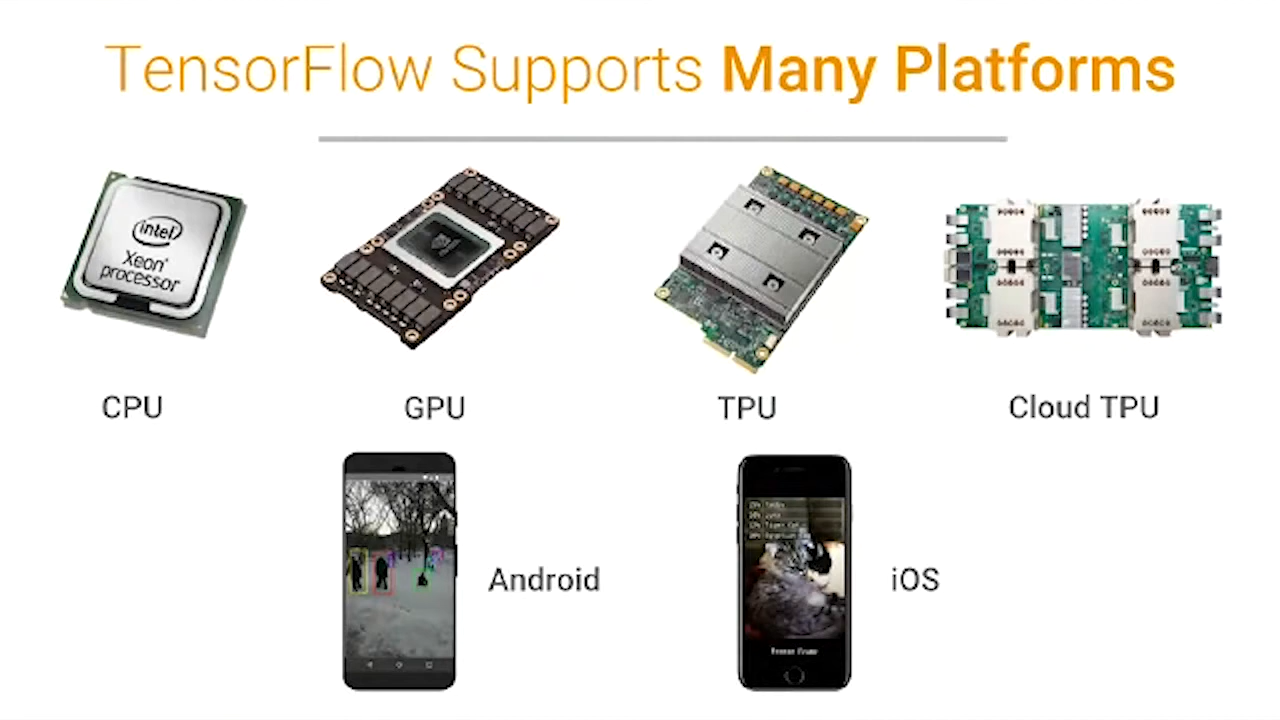 TensorFlow Supports Many Platforms
intel
Xeon®
processor
CPU
GPU
TPU
Cloud TPU
Android
iOS